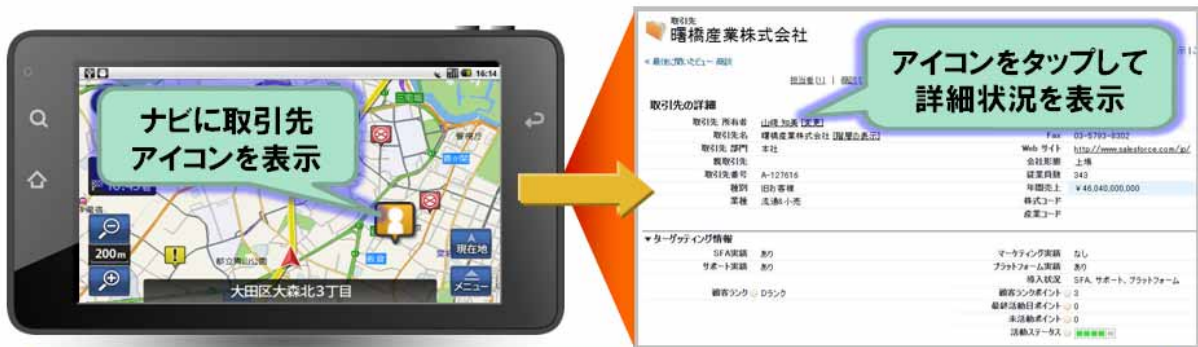 ナビに取引先
アイコンを表示
16:14
200m
現在地
メニュー
大田区大森北3丁目
取引先
曙橋産業株式会社
アイコンをタップして
詳細状況を表示
取引先の詳細
取引先 所有者 [変更]
取引先名 曙橋産業株式会社 [階層の表示]
取引先 部門 本社
親取引先
取引先番号 A-127616
種別 旧お客様
業種 流通&小売
Fax 03-5793-8302
Web サイト http://www.salesforce.com/jp/
会社形態 上場
従業員数 343
年間売上 ¥46,040,000,000
株式コード
産業コード
▼ターゲティング情報
SFA実績 あり
サポート実績 あり
顧客ランク Dランク
マーケティング実績 なし
プラットフォーム実績 あり
導入状況 SFA, サポート, プラットフォーム
顧客ランクポイント 3
最終活動日ポイント 0
未活動ポイント 0
活動ステータス